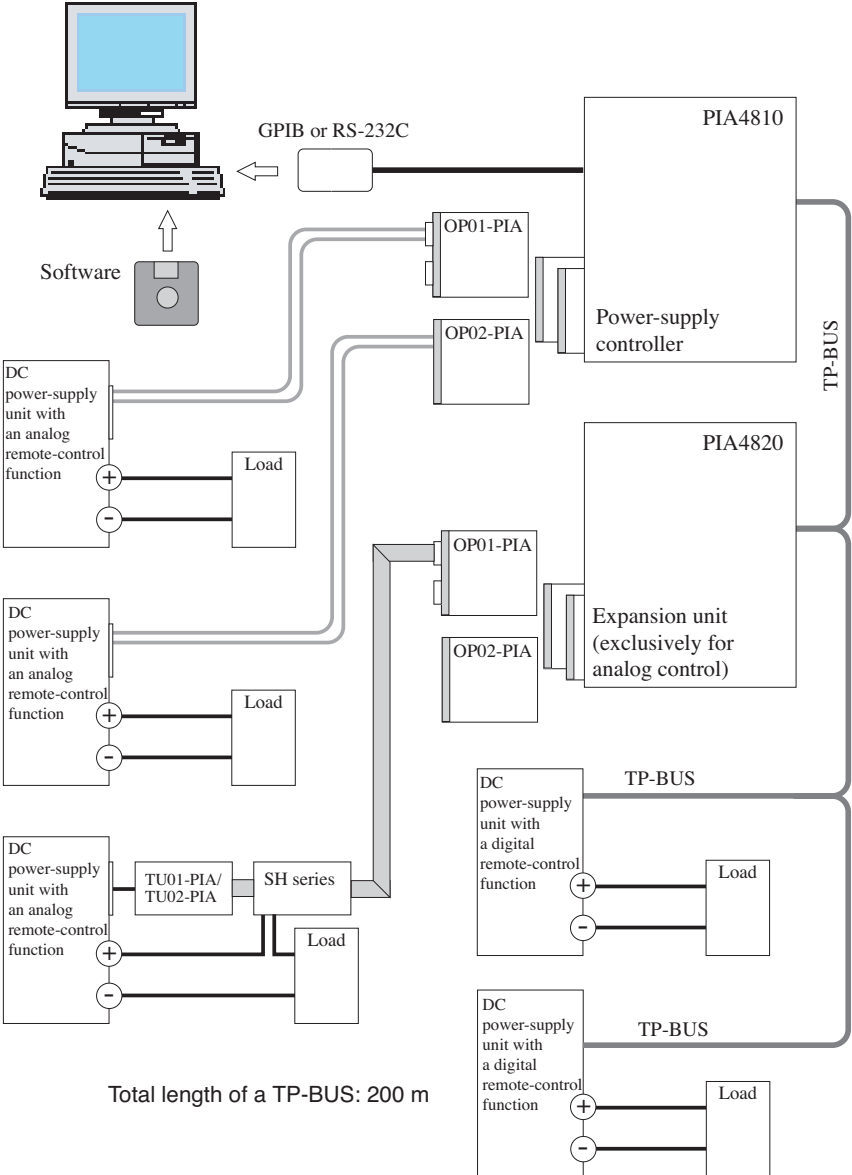 GPIB or RS-232C
PIA4810
OP01-PIA
Software
Power-supply
controller
OP02-PIA
TP-BUS
DC
power-supply
unit with
an analog
remote-control
function
+
-
Load
PIA4820
OP01-PIA
Expansion unit
(exclusively for
analog control)
OP02-PIA
DC
power-supply
unit with
an analog
remote-control
function
+
-
Load
TP-BUS
DC
power-supply
unit with
a digital
remote-control
function
+
-
Load
DC
power-supply
unit with
an analog
remote-control
function
+
-
TU01-PIA/
TU02-PIA
SH series
Load
TP-BUS
DC
power-supply
unit with
a digital
remote-control
function
+
-
Load
Total length of a TP-BUS: 200 m